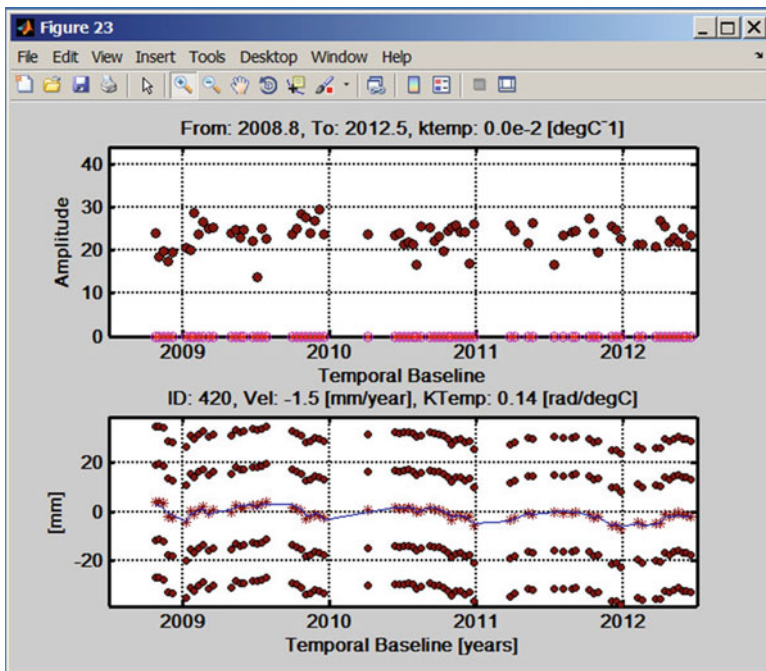 Figure 23
File Edit View Insert Tools Desktop Window Help
From: 2008.8, To: 2012.5, ktemp: 0.0e-2 [degC⁻1]
Amplitude
40
30
20
10
0
2009 2010 2011 2012
Temporal Baseline
ID: 420, Vel: -1.5 [mm/year], KTemp: 0.14 [rad/degC]
[mm]
20
0
-20
2009 2010 2011 2012
Temporal Baseline [years]